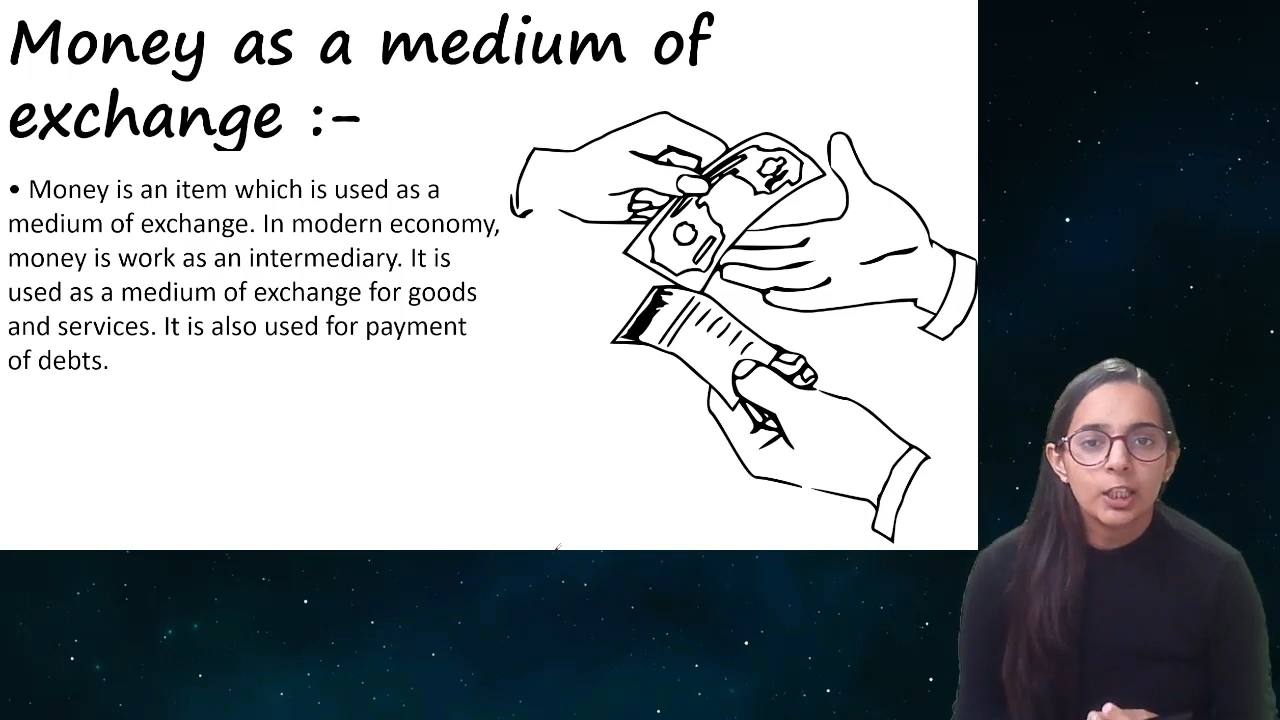 Money as a medium of
exchange :-
• Money is an item which is used as a
medium of exchange. In modern economy,
money is work as an intermediary. It is
used as a medium of exchange for goods
and services. It is also used for payment
of debts.